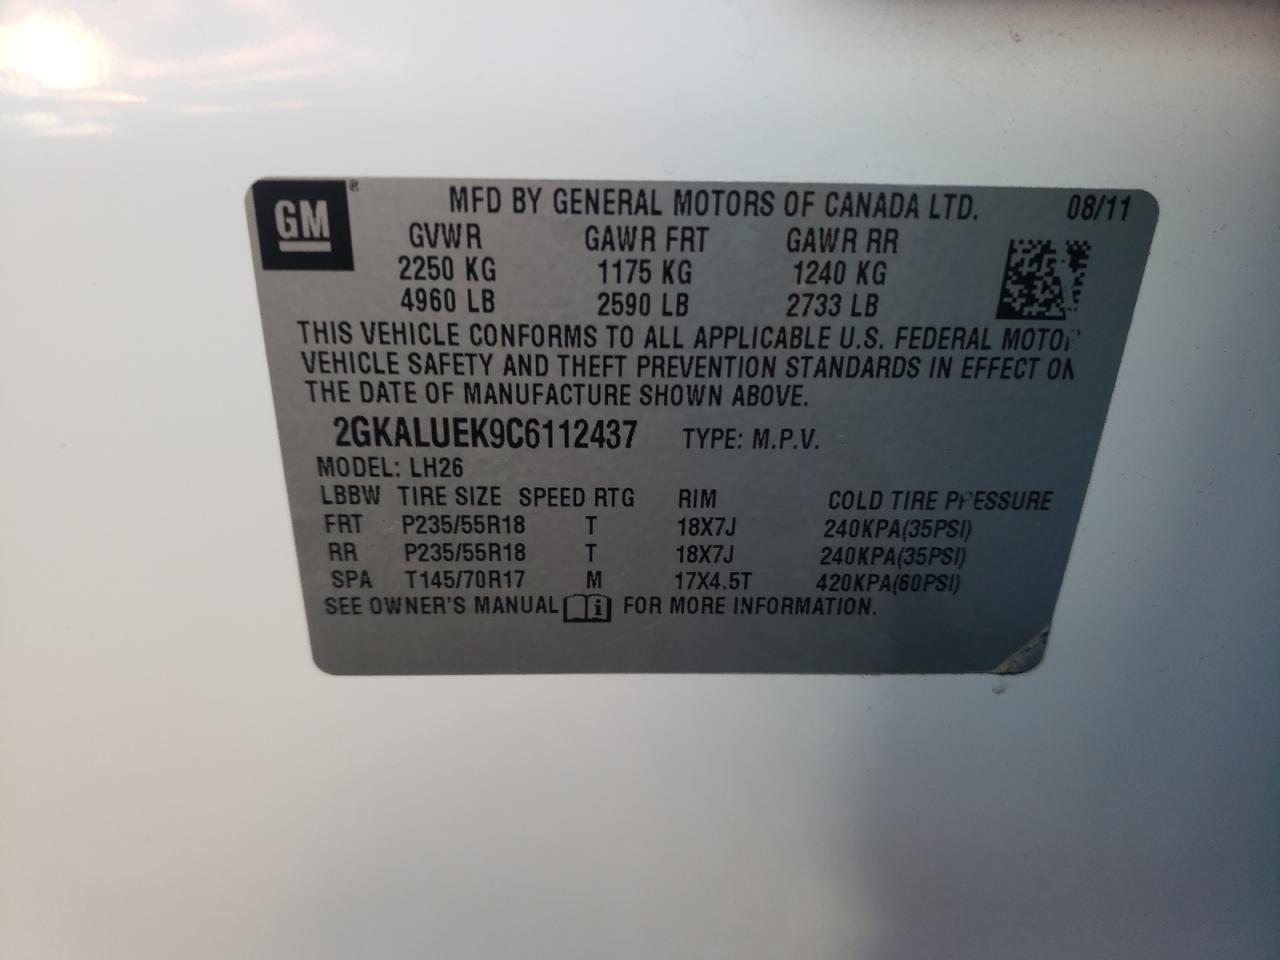 GM ®
MFD BY GENERAL MOTORS OF CANADA LTD. 08/11
GVWR GAWR FRT GAWR RR
2250 KG 1175 KG 1240 KG
4960 LB 2590 LB 2733 LB
THIS VEHICLE CONFORMS TO ALL APPLICABLE U.S. FEDERAL MOTOR
VEHICLE SAFETY AND THEFT PREVENTION STANDARDS IN EFFECT ON
THE DATE OF MANUFACTURE SHOWN ABOVE.
2GKALUEK9C6112437 TYPE: M.P.V.
MODEL: LH26
LBBW TIRE SIZE SPEED RTG RIM COLD TIRE PRESSURE
FRT P235/55R18 T 18X7J 240KPA(35PSI)
RR P235/55R18 T 18X7J 240KPA(35PSI)
SPA T145/70R17 M 17X4.5T 420KPA(60PSI)
SEE OWNER'S MANUAL i FOR MORE INFORMATION.